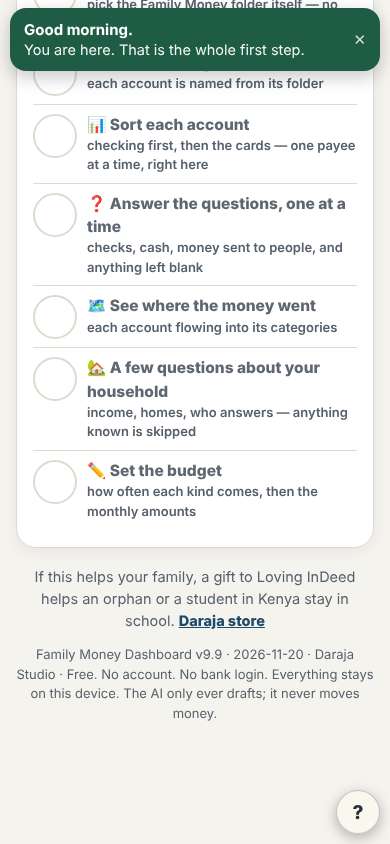 pick the Family Money folder itself — no
Good morning.
You are here. That is the whole first step.
×
each account is named from its folder
📊 Sort each account
checking first, then the cards — one payee
at a time, right here
❓ Answer the questions, one at a
time
checks, cash, money sent to people, and
anything left blank
🗺️ See where the money went
each account flowing into its categories
🏡 A few questions about your
household
income, homes, who answers — anything
known is skipped
✏️ Set the budget
how often each kind comes, then the
monthly amounts
If this helps your family, a gift to Loving InDeed
helps an orphan or a student in Kenya stay in
school. Daraja store
Family Money Dashboard v9.9 · 2026-11-20 · Daraja
Studio · Free. No account. No bank login. Everything stays
on this device. The AI only ever drafts; it never moves
money.
?